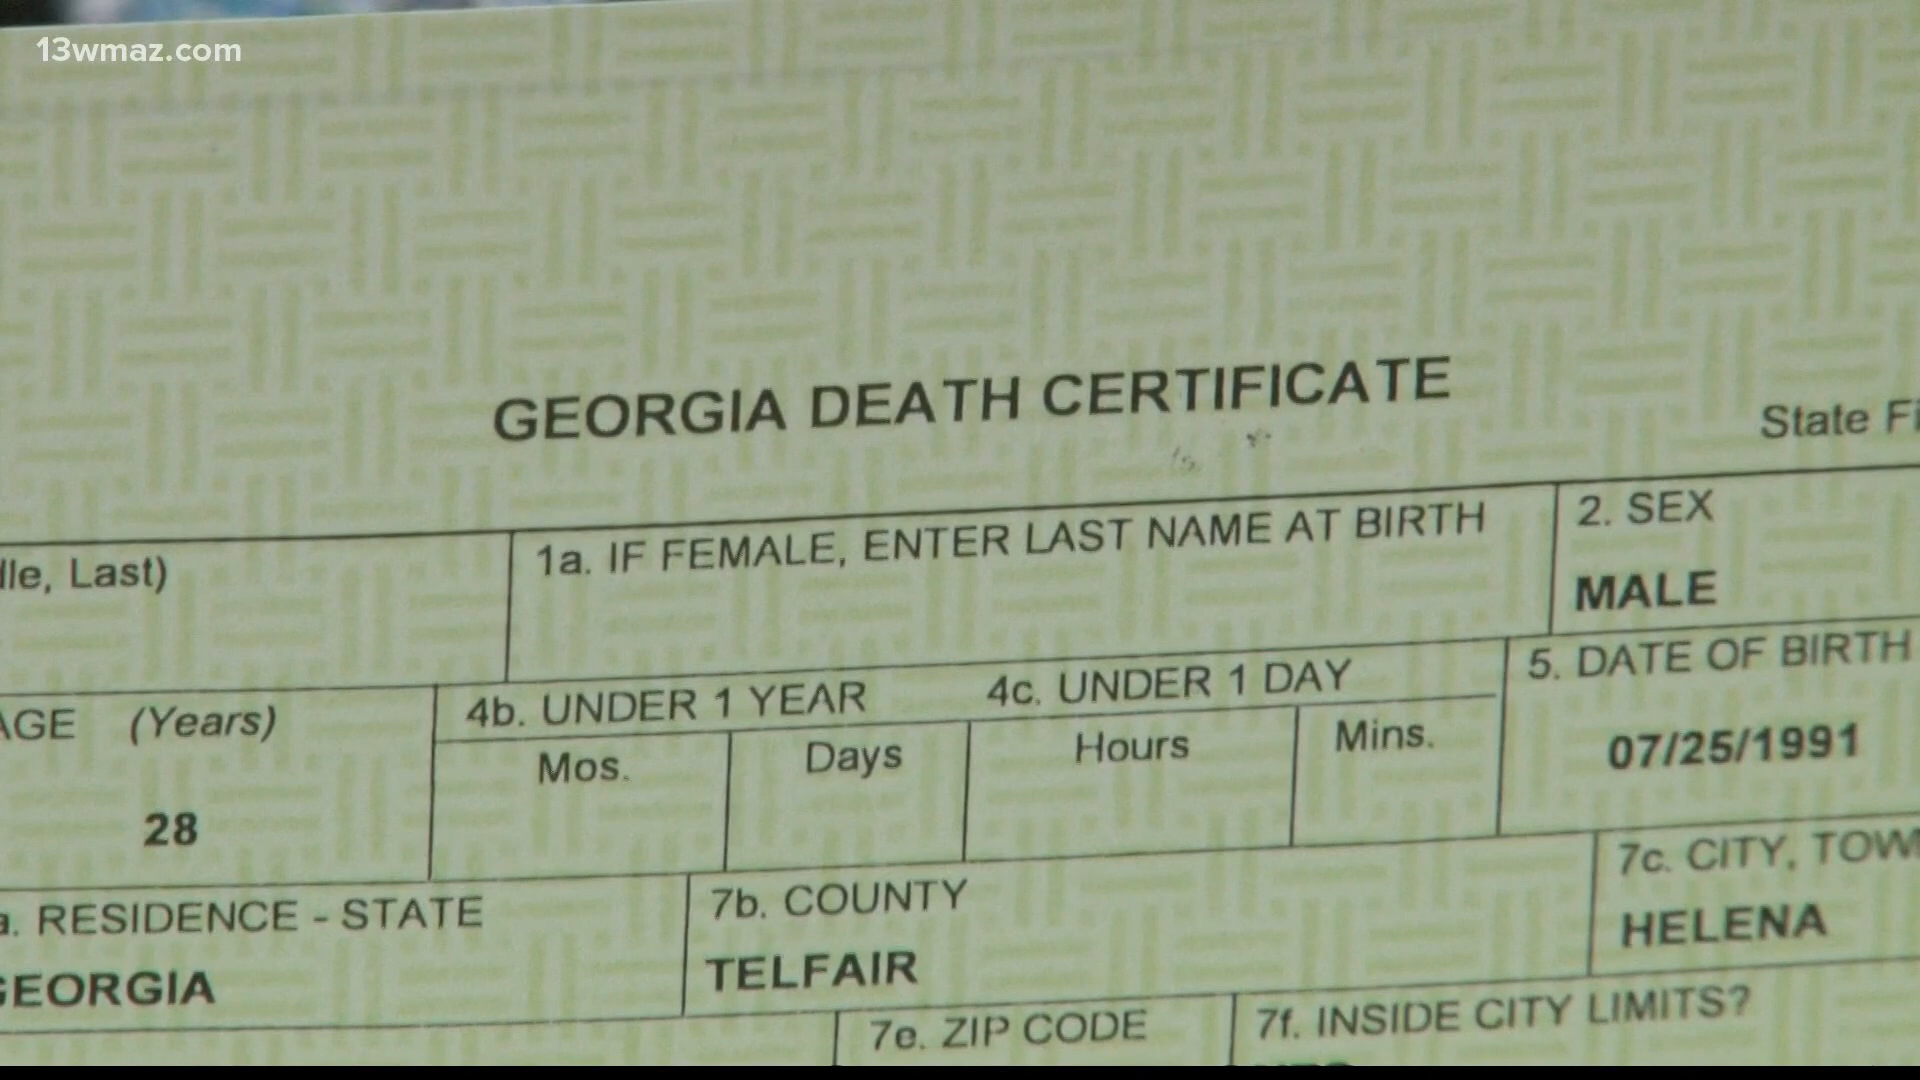 13wmaz.com
GEORGIA DEATH CERTIFICATE
State Fi
dle, Last)
1a. IF FEMALE, ENTER LAST NAME AT BIRTH
2. SEX
MALE
AGE (Years)
28
4b. UNDER 1 YEAR
4c. UNDER 1 DAY
Mos.
Days
Hours
Mins.
5. DATE OF BIRTH
07/25/1991
a. RESIDENCE - STATE
GEORGIA
7b. COUNTY
TELFAIR
7c. CITY, TOW
HELENA
7e. ZIP CODE
7f. INSIDE CITY LIMITS?